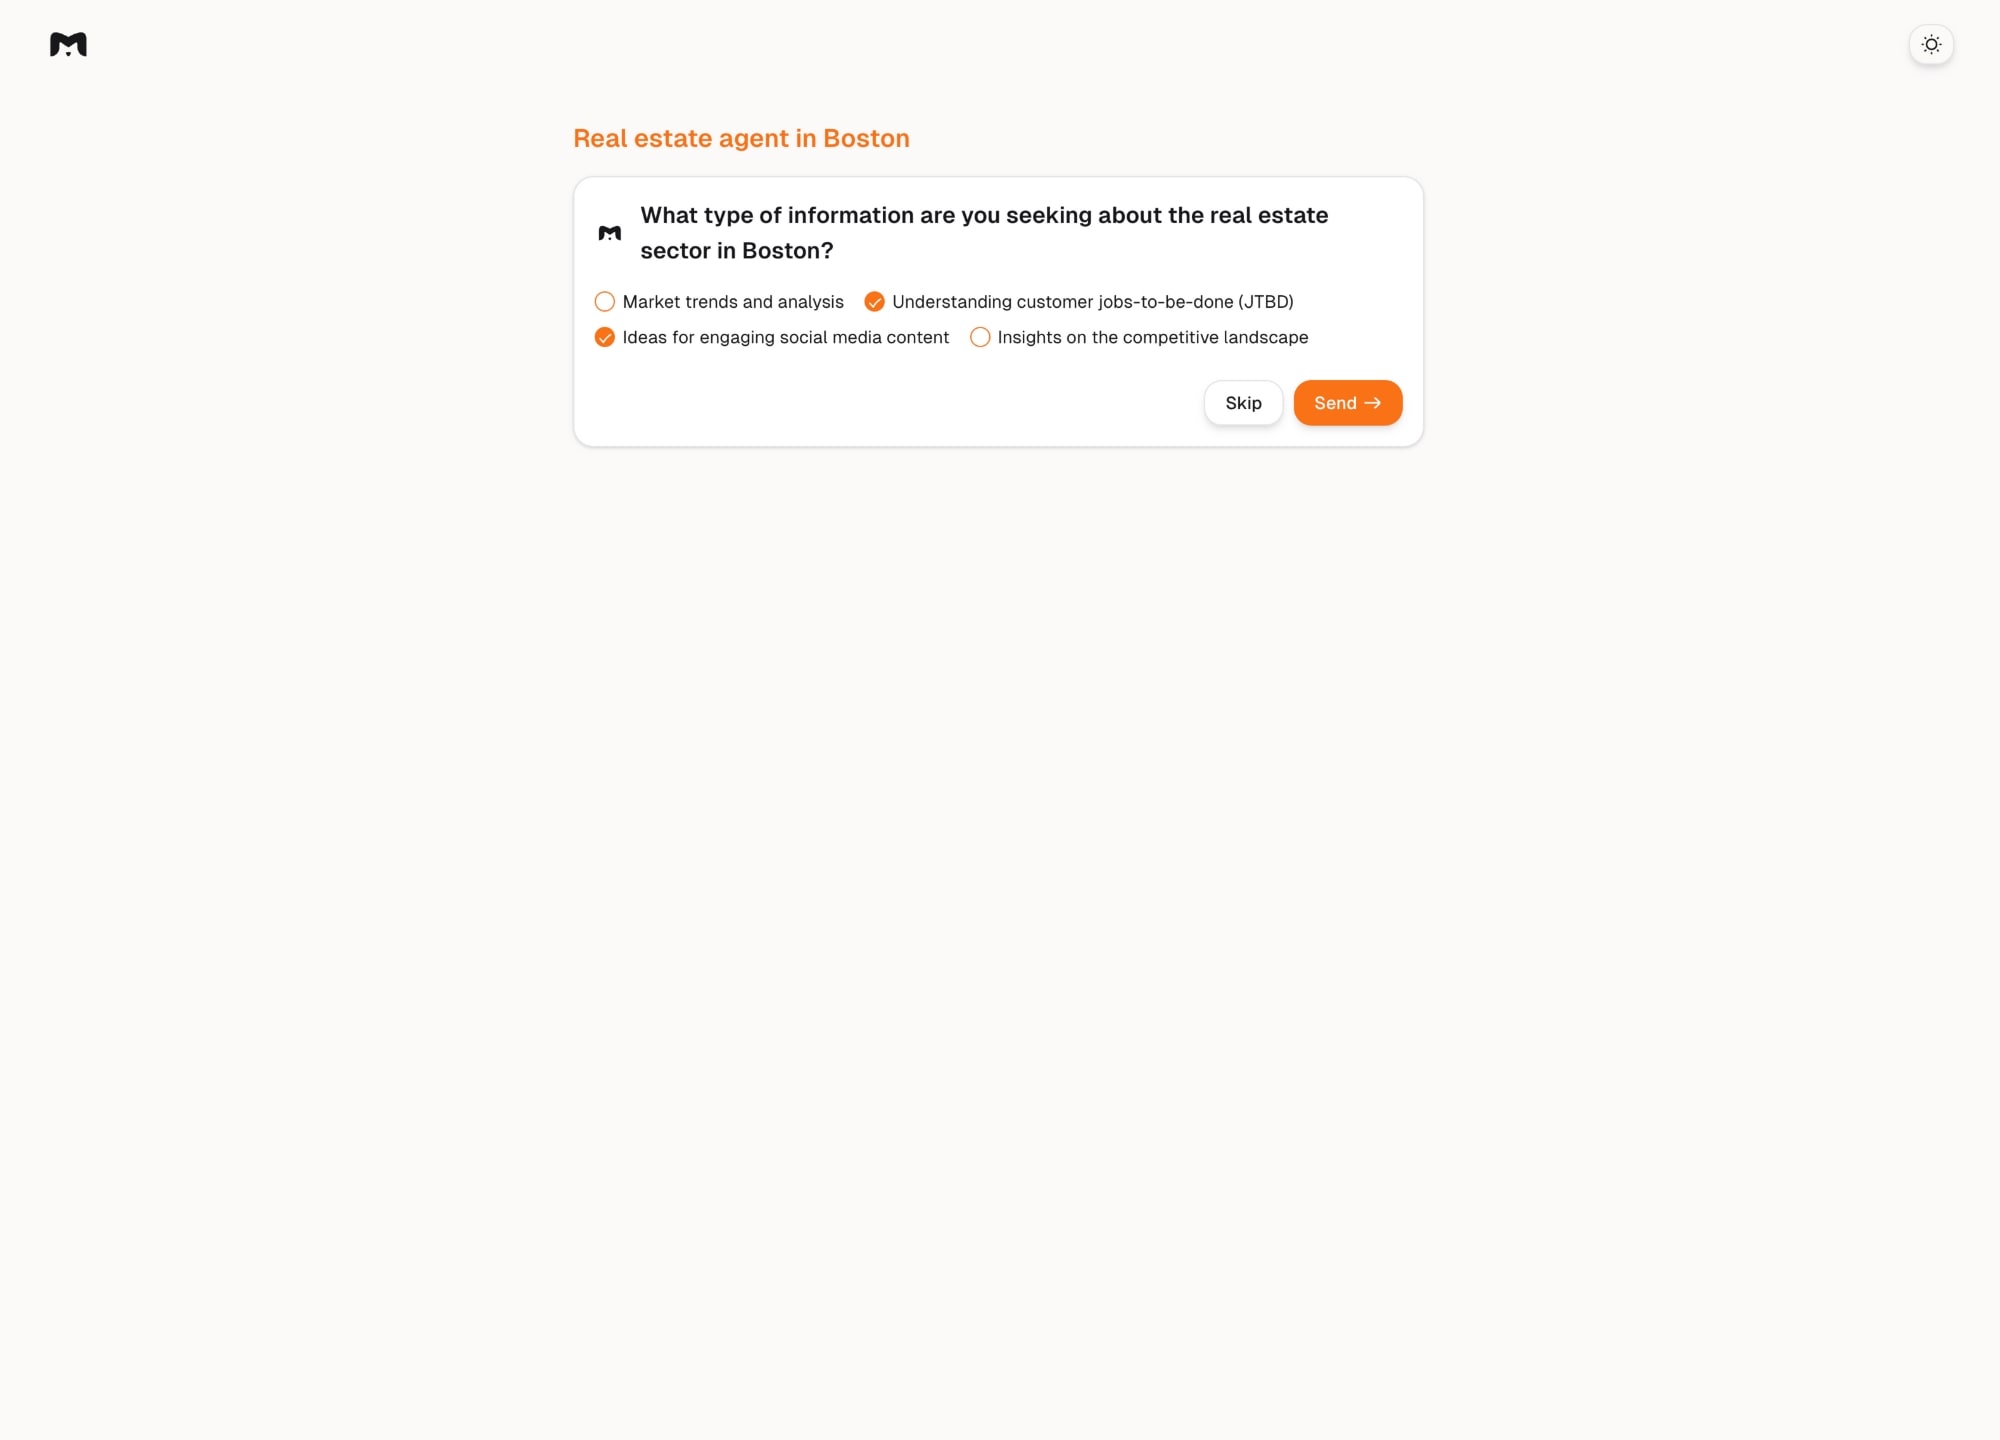 Real estate agent in Boston
What type of information are you seeking about the real estate
sector in Boston?
Market trends and analysis Understanding customer jobs-to-be-done (JTBD)
Ideas for engaging social media content Insights on the competitive landscape
Skip Send →